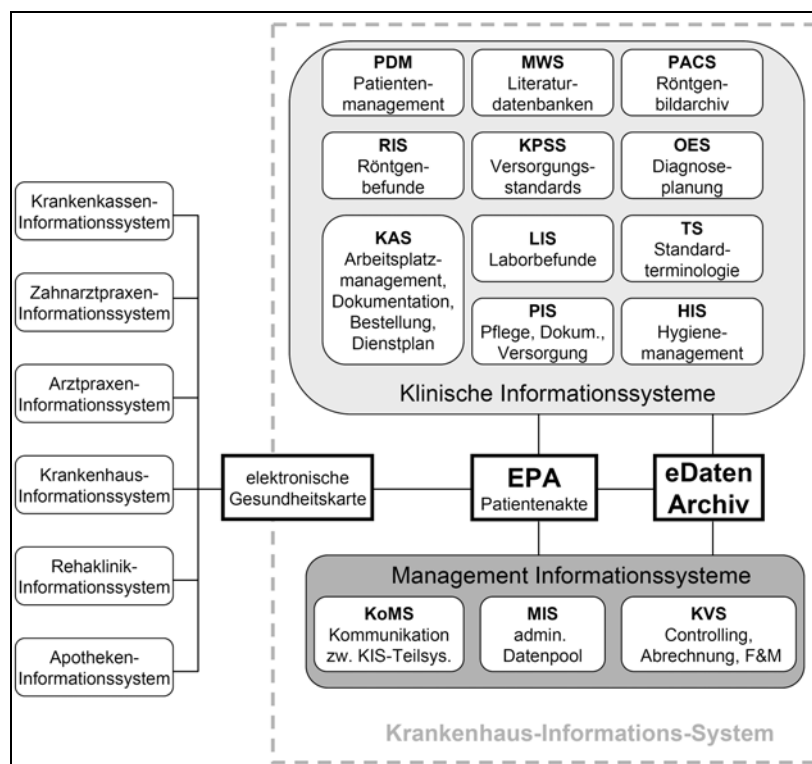 Krankenkassen-
Informationssystem
Zahnarztpraxen-
Informationssystem
Arztpraxen-
Informationssystem
Krankenhaus-
Informationssystem
Rehaklinik-
Informationssystem
Apotheken-
Informationssystem
elektronische
Gesundheitskarte
PDM
Patienten-
management
MWS
Literatur-
datenbanken
PACS
Röntgen-
bildarchiv
RIS
Röntgen-
befunde
KPSS
Versorgungs-
standards
OES
Diagnose-
planung
KAS
Arbeitsplatz-
management,
Dokumentation,
Bestellung,
Dienstplan
LIS
Laborbefunde
TS
Standard-
terminologie
PIS
Pflege, Dokum.,
Versorgung
HIS
Hygiene-
management
Klinische Informationssysteme
EPA
Patientenakte
eDaten
Archiv
Management Informationssysteme
KoMS
Kommunikation
zw. KIS-Teilsys.
MIS
admin.
Datenpool
KVS
Controlling,
Abrechnung, F&M
Krankenhaus-Informations-System